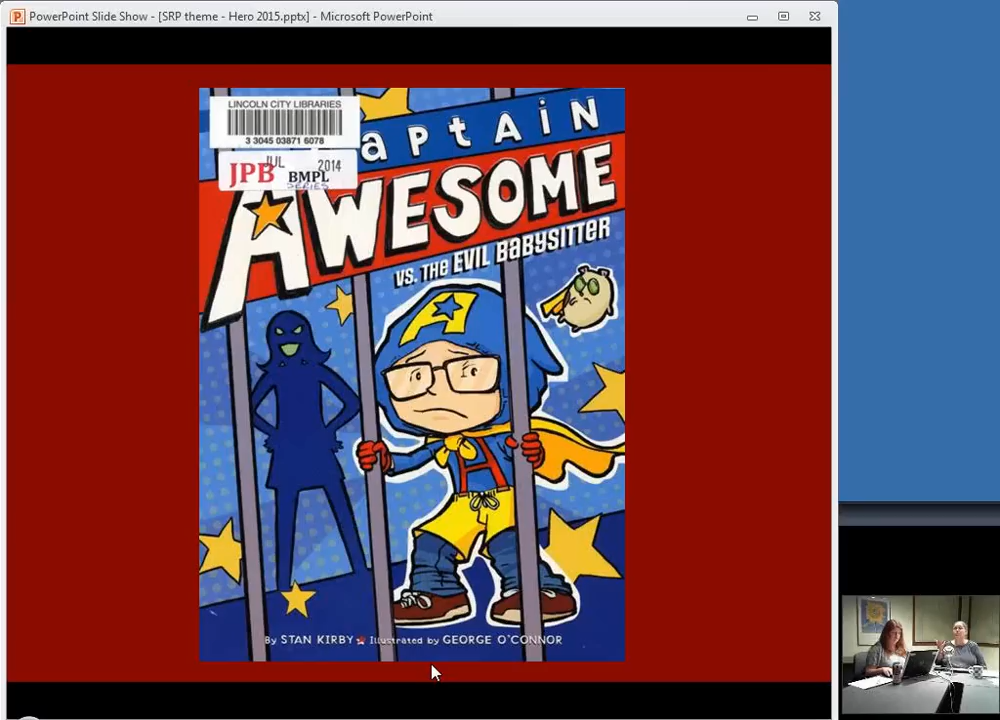 PowerPoint Slide Show - [SRP theme - Hero 2015.pptx] - Microsoft PowerPoint
LINCOLN CITY LIBRARIES
3 3045 03871 6078
JUL 2014
JPB BMPL
SERIES
aPtAiN
AWESOME
VS. THE EVIL BabYSITTER
A
A
By STAN KIRBY Illustrated by GEORGE O'CONNOR